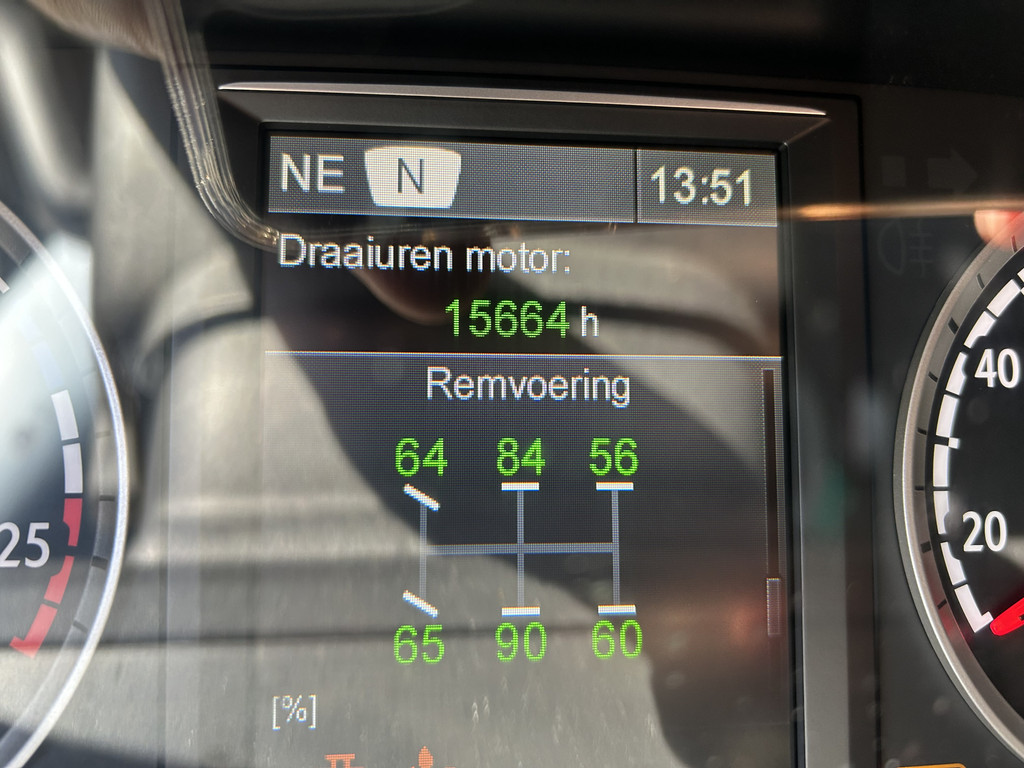 NE N 13:51
Draaiuren motor:
15664 h
Remvoering
64 84 56
65 90 60
[%]
25
40
20